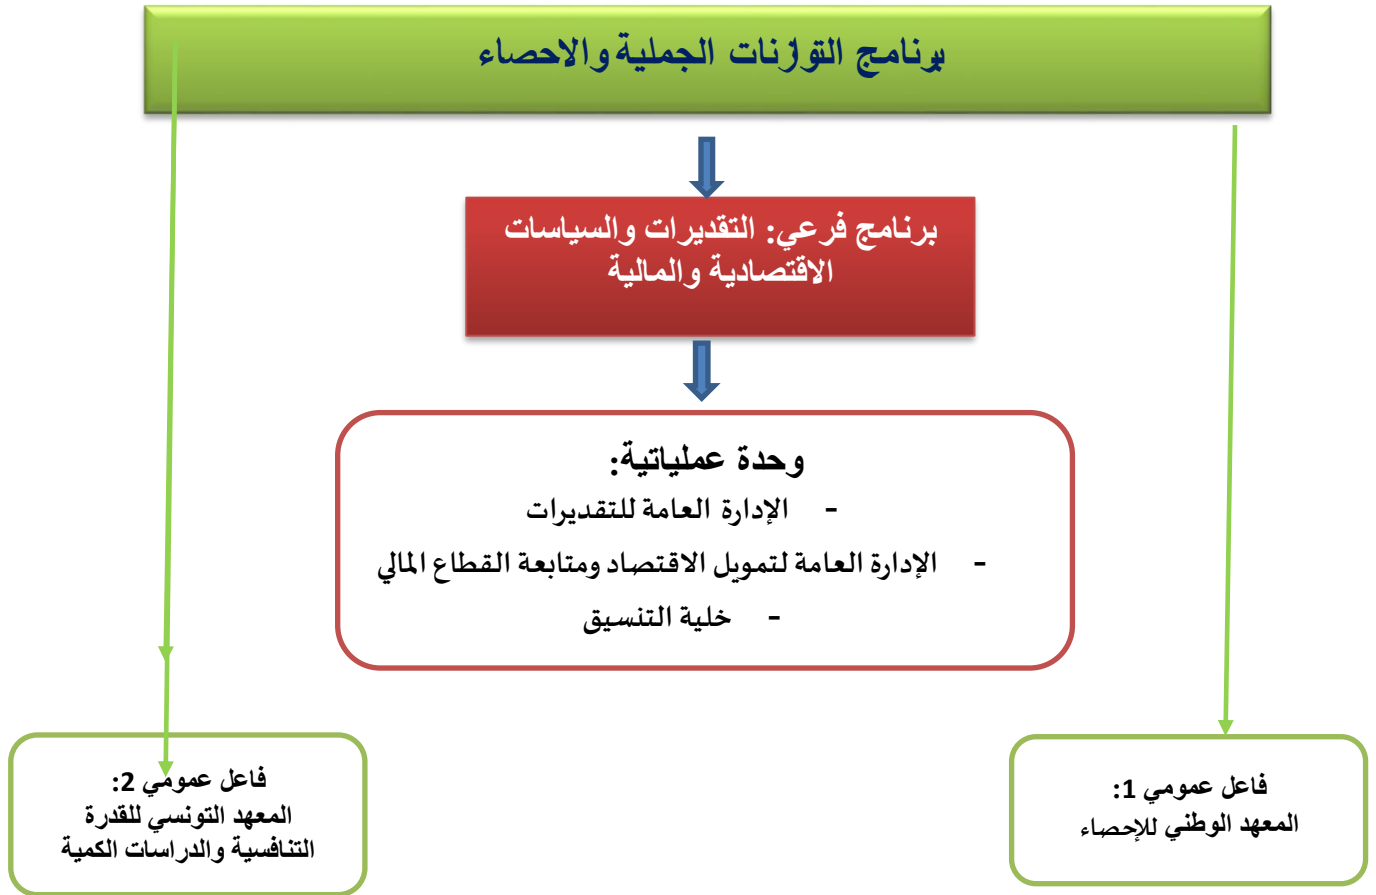 برنامج التوازنات الجملية والاحصاء
برنامج فرعي: التقديرات والسياسات
الاقتصادية والمالية
وحدة عملياتية:
- الإدارة العامة للتقديرات
- الإدارة العامة لتمويل الاقتصاد ومتابعة القطاع المالي
- خلية التنسيق
فاعل عمومي 1:
المعهد الوطني للإحصاء
فاعل عمومي 2:
المعهد التونسي للقدرة
التنافسية والدراسات الكمية